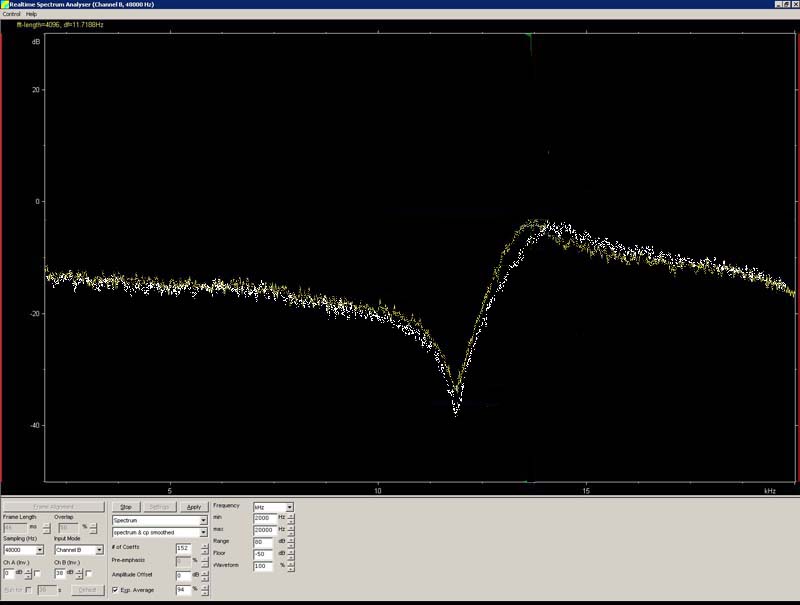 Realtime Spectrum Analyser (Channel B, 48000 Hz)
Control Help
fft-length=4096, df=11.7188Hz
dB
20
0
-20
-40
5 10 15 kHz
Frame Alignment Stop Settings Apply Frequency kHz
Frame Length Overlap min 2000 Hz
ms % Spectrum max 20000 Hz
Sampling (Hz) Input Mode spectrum & cp smoothed Range 80 dB
48000 Channel B # of Coeffs 152 Floor -50 dB
Pre-emphasis 0 % Waveform 100 %
Ch A (Inv.) Ch B (Inv.) Amplitude Offset 0 dB
0 dB 38 dB
Run for s Default Exp. Average 94 %